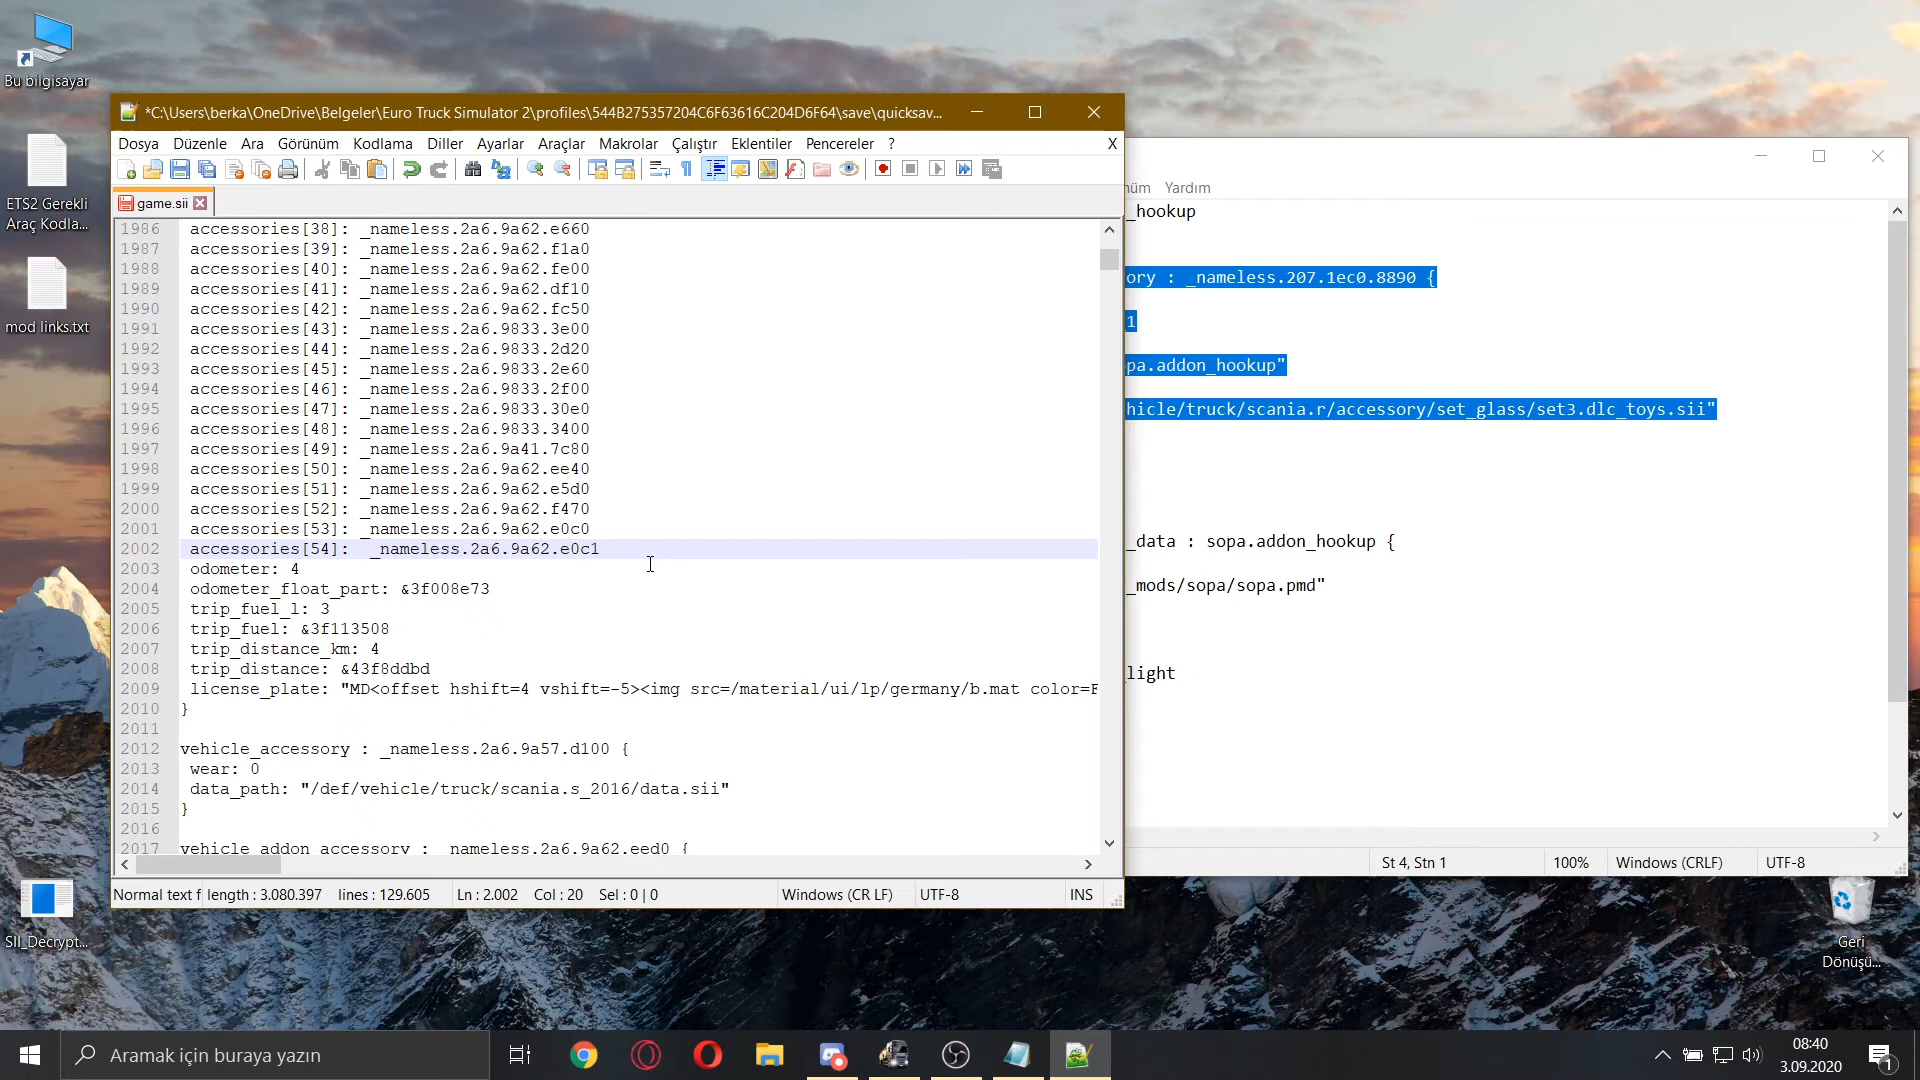 Bu bilgisayar
ETS2 Gerekli
Araç Kodla...
mod links.txt
SII_Decrypt...
Geri
Dönüşü...
*C:\Users\berka\OneDrive\Belgeler\Euro Truck Simulator 2\profiles\544B275357204C6F63616C204D6F64\save\quicksav...
Dosya Düzenle Ara Görünüm Kodlama Diller Ayarlar Araçlar Makrolar Çalıştır Eklentiler Pencereler ? X
game.sii
1986 accessories[38]: _nameless.2a6.9a62.e660
1987 accessories[39]: _nameless.2a6.9a62.f1a0
1988 accessories[40]: _nameless.2a6.9a62.fe00
1989 accessories[41]: _nameless.2a6.9a62.df10
1990 accessories[42]: _nameless.2a6.9a62.fc50
1991 accessories[43]: _nameless.2a6.9833.3e00
1992 accessories[44]: _nameless.2a6.9833.2d20
1993 accessories[45]: _nameless.2a6.9833.2e60
1994 accessories[46]: _nameless.2a6.9833.2f00
1995 accessories[47]: _nameless.2a6.9833.30e0
1996 accessories[48]: _nameless.2a6.9833.3400
1997 accessories[49]: _nameless.2a6.9a41.7c80
1998 accessories[50]: _nameless.2a6.9a62.ee40
1999 accessories[51]: _nameless.2a6.9a62.e5d0
2000 accessories[52]: _nameless.2a6.9a62.f470
2001 accessories[53]: _nameless.2a6.9a62.e0c0
2002 accessories[54]: _nameless.2a6.9a62.e0c1
2003 odometer: 4
2004 odometer_float_part: &3f008e73
2005 trip_fuel_l: 3
2006 trip_fuel: &3f113508
2007 trip_distance_km: 4
2008 trip_distance: &43f8ddbd
2009 license_plate: "MD<offset hshift=4 vshift=-5><img src=/material/ui/lp/germany/b.mat color=F
2010 }
2011
2012 vehicle_accessory : _nameless.2a6.9a57.d100 {
2013 wear: 0
2014 data_path: "/def/vehicle/truck/scania.s_2016/data.sii"
2015 }
2016
2017 vehicle_addon_accessory : _nameless.2a6.9a62.eed0 {
Normal text f length : 3.080.397 lines : 129.605 Ln : 2.002 Col : 20 Sel : 0 | 0 Windows (CR LF) UTF-8 INS
Yardım
_hookup
ory : _nameless.207.1ec0.8890 {
1
pa.addon_hookup"
hicle/truck/scania.r/accessory/set_glass/set3.dlc_toys.sii"
_data : sopa.addon_hookup {
_mods/sopa/sopa.pmd"
light
St 4, Stn 1 100% Windows (CRLF) UTF-8
Aramak için buraya yazın
08:40
3.09.2020
1